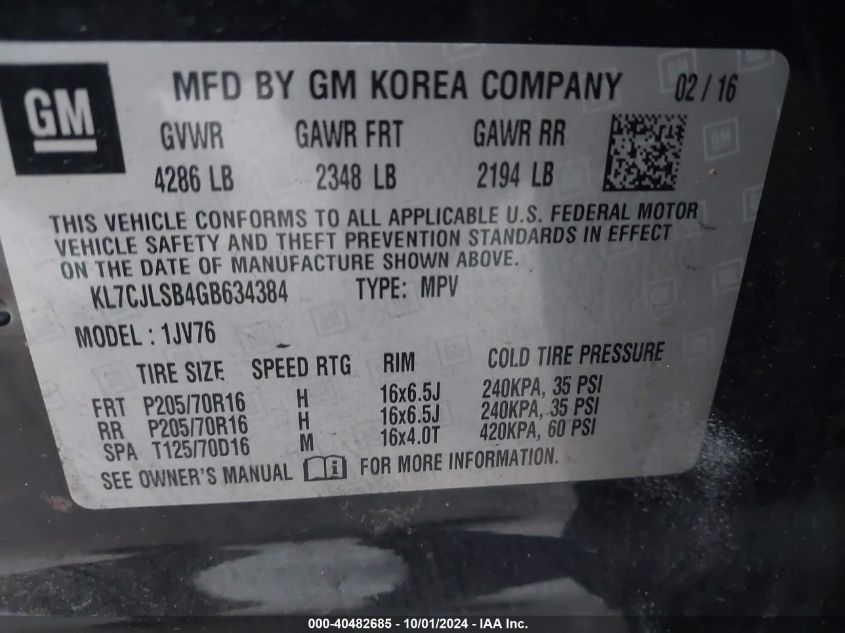 GM
MFD BY GM KOREA COMPANY 02 / 16
GVWR GAWR FRT GAWR RR
4286 LB 2348 LB 2194 LB
THIS VEHICLE CONFORMS TO ALL APPLICABLE U.S. FEDERAL MOTOR
VEHICLE SAFETY AND THEFT PREVENTION STANDARDS IN EFFECT
ON THE DATE OF MANUFACTURE SHOWN ABOVE.
KL7CJLSB4GB634384 TYPE: MPV
MODEL : 1JV76
TIRE SIZE SPEED RTG RIM COLD TIRE PRESSURE
FRT P205/70R16 H 16x6.5J 240KPA, 35 PSI
RR P205/70R16 H 16x6.5J 240KPA, 35 PSI
SPA T125/70D16 M 16x4.0T 420KPA, 60 PSI
SEE OWNER'S MANUAL FOR MORE INFORMATION.
000-40482685 - 10/01/2024 - IAA Inc.